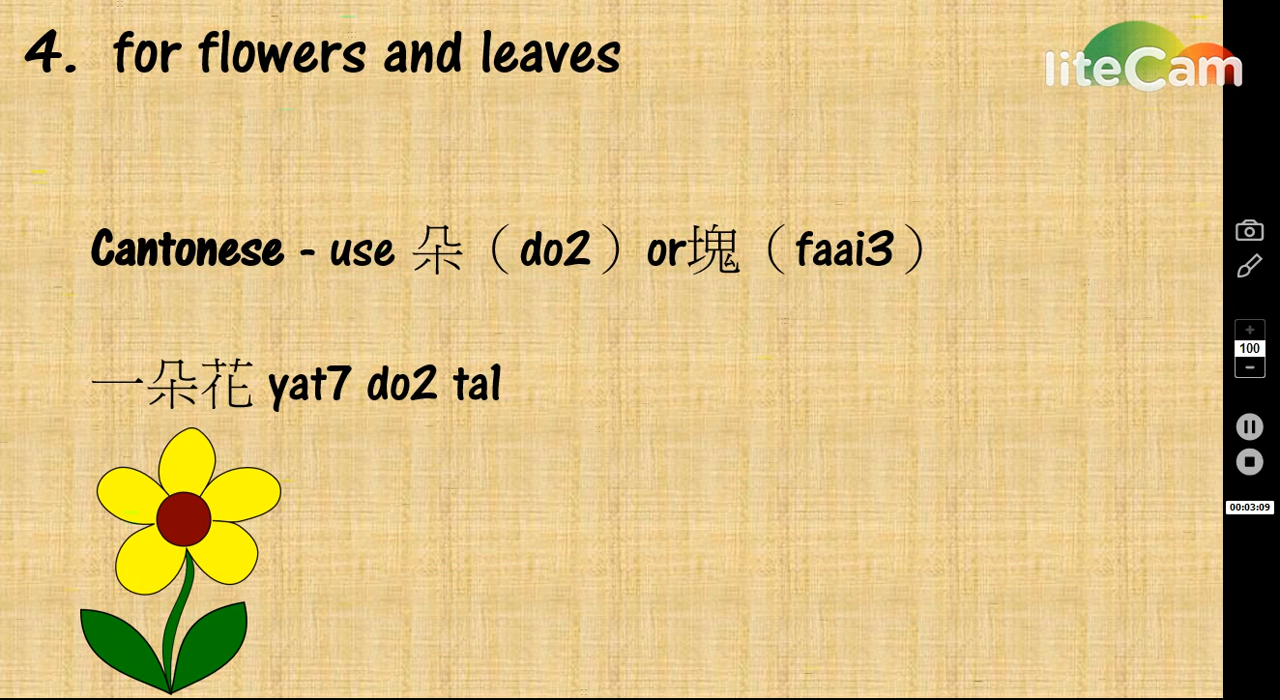 4. for flowers and leaves
liteCam
Cantonese - use 朵（do2）or塊（faai3）
一朵花 yat7 do2 ta1
100
00:03:09